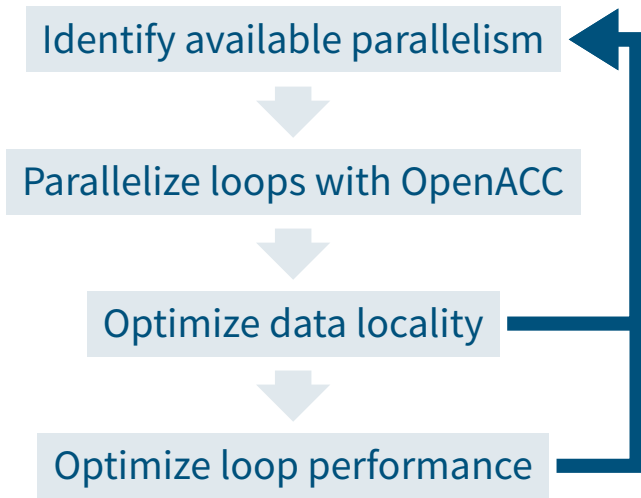 Identify available parallelism
Parallelize loops with OpenACC
Optimize data locality
Optimize loop performance